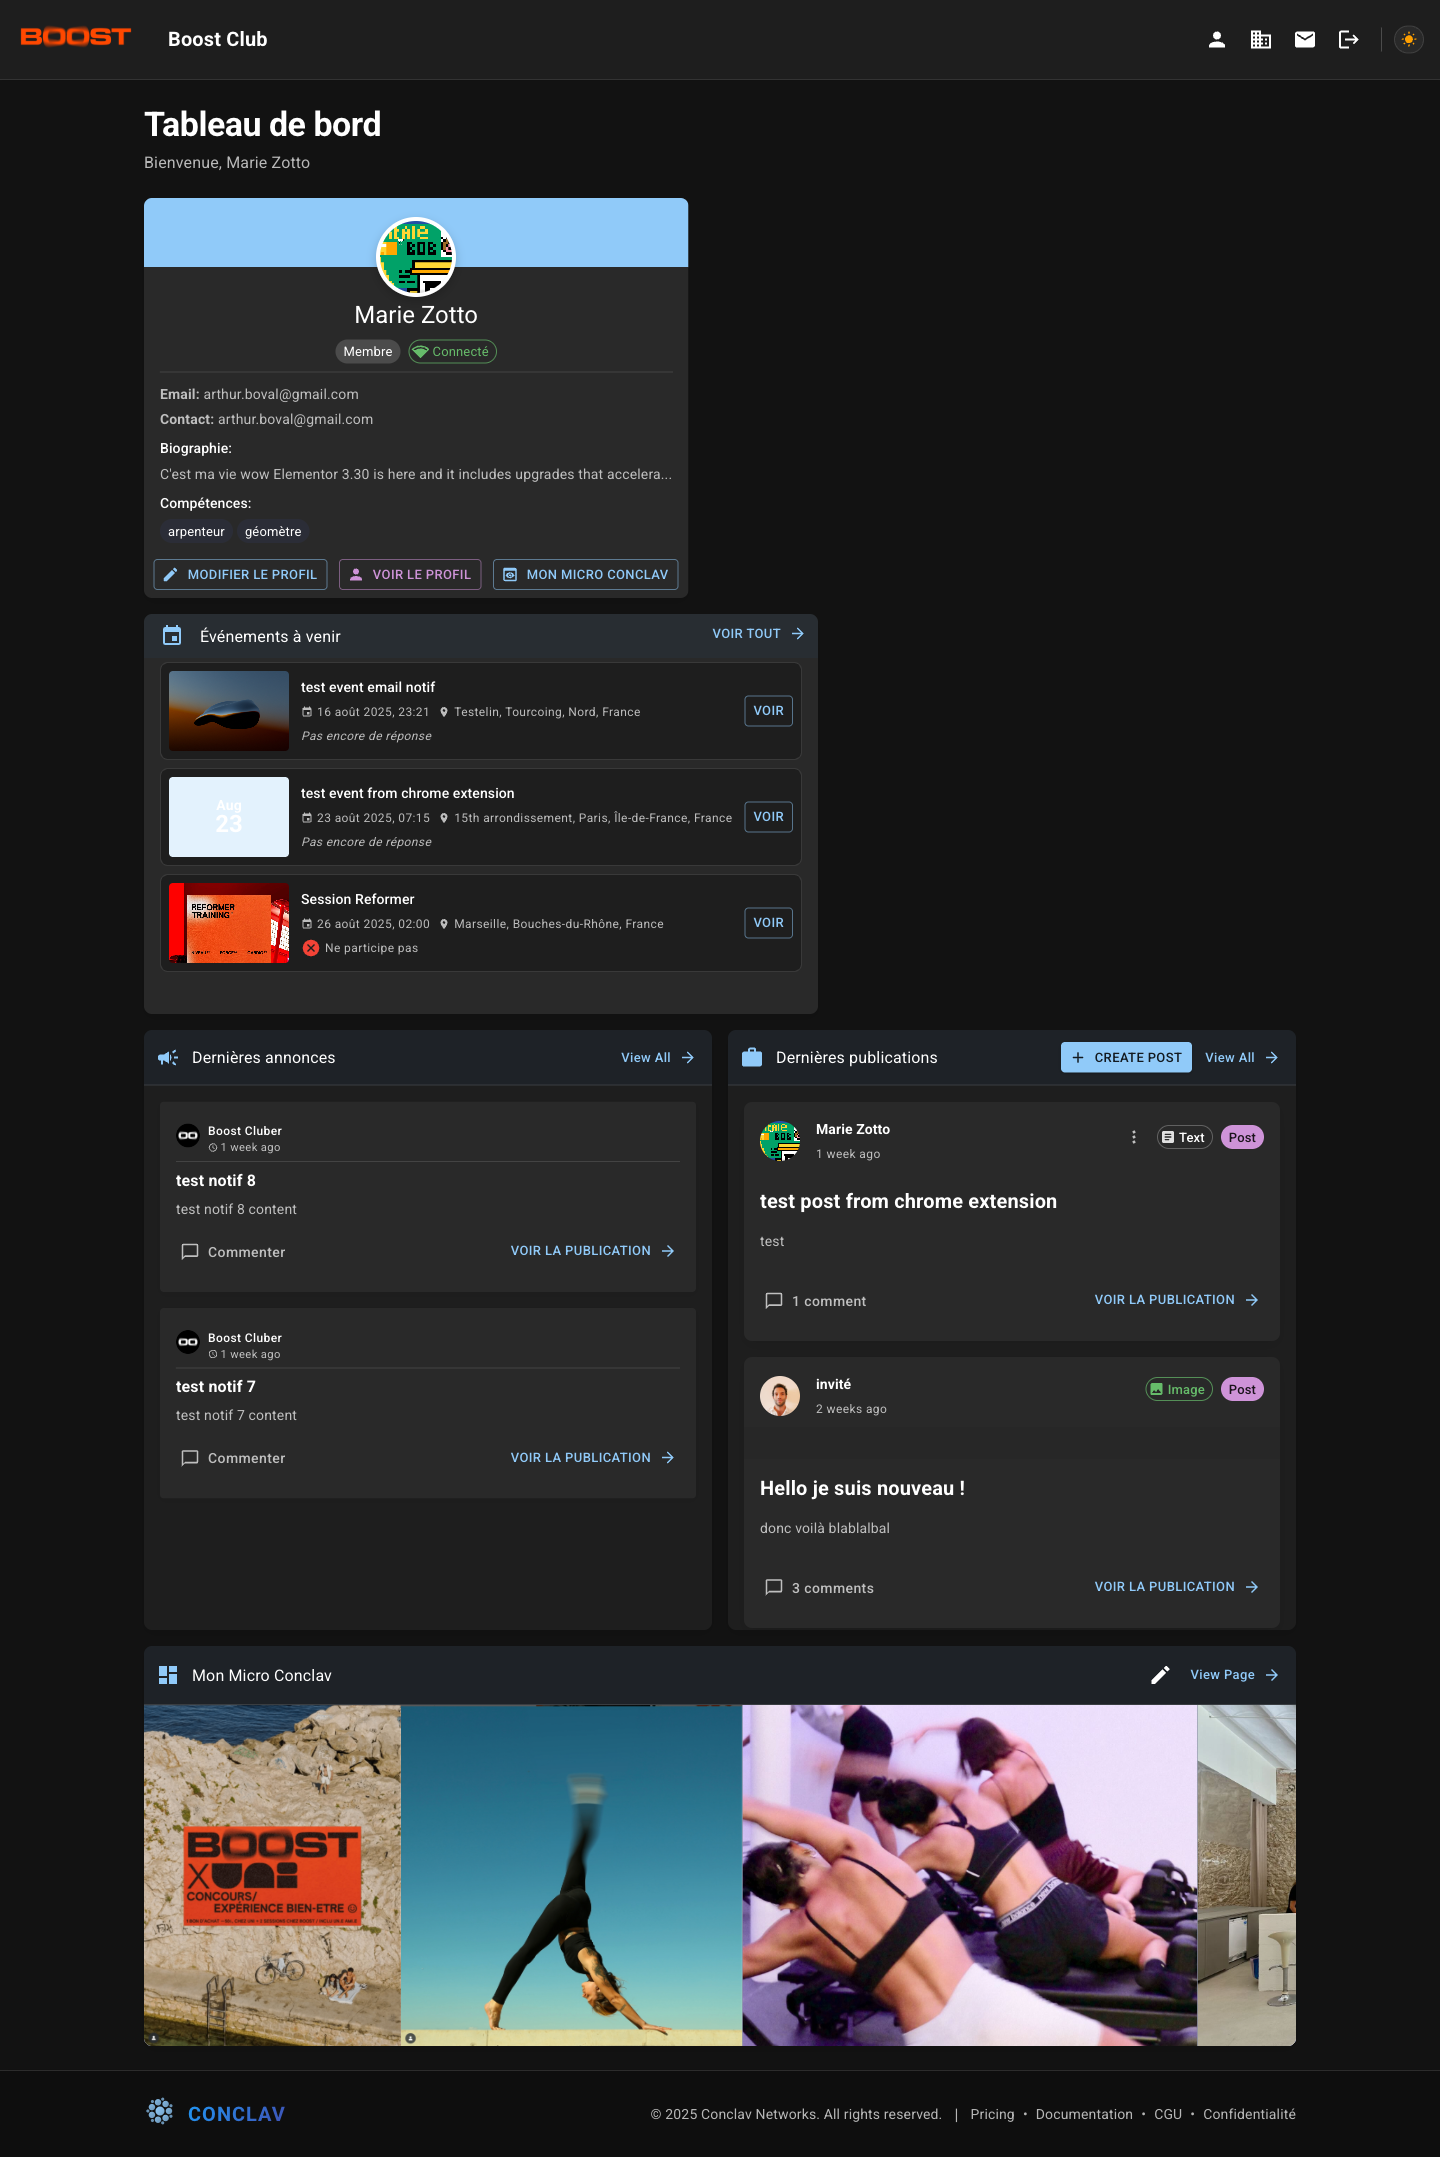 BOOST
Boost Club
Tableau de bord
Bienvenue, Marie Zotto
BOB
Marie Zotto
Membre
Connecté
Email: arthur.boval@gmail.com
Contact: arthur.boval@gmail.com
Biographie:
C'est ma vie wow Elementor 3.30 is here and it includes upgrades that accelera...
Compétences:
arpenteur
géomètre
MODIFIER LE PROFIL
VOIR LE PROFIL
MON MICRO CONCLAV
Événements à venir
VOIR TOUT
test event email notif
16 août 2025, 23:21
Testelin, Tourcoing, Nord, France
Pas encore de réponse
VOIR
Aug
23
test event from chrome extension
23 août 2025, 07:15
15th arrondissement, Paris, Île-de-France, France
Pas encore de réponse
VOIR
REFORMER
TRAINING
Session Reformer
26 août 2025, 02:00
Marseille, Bouches-du-Rhône, France
Ne participe pas
VOIR
Dernières annonces
View All
Boost Cluber
1 week ago
test notif 8
test notif 8 content
Commenter
VOIR LA PUBLICATION
Boost Cluber
1 week ago
test notif 7
test notif 7 content
Commenter
VOIR LA PUBLICATION
Dernières publications
CREATE POST
View All
Marie Zotto
1 week ago
Text
Post
test post from chrome extension
test
1 comment
VOIR LA PUBLICATION
invité
2 weeks ago
Image
Post
Hello je suis nouveau !
donc voilà blablalbal
3 comments
VOIR LA PUBLICATION
Mon Micro Conclav
View Page
BOOST
X UNI
CONCOURS/
EXPÉRIENCE BIEN-ETRE
CONCLAV
© 2025 Conclav Networks. All rights reserved. | Pricing • Documentation • CGU • Confidentialité